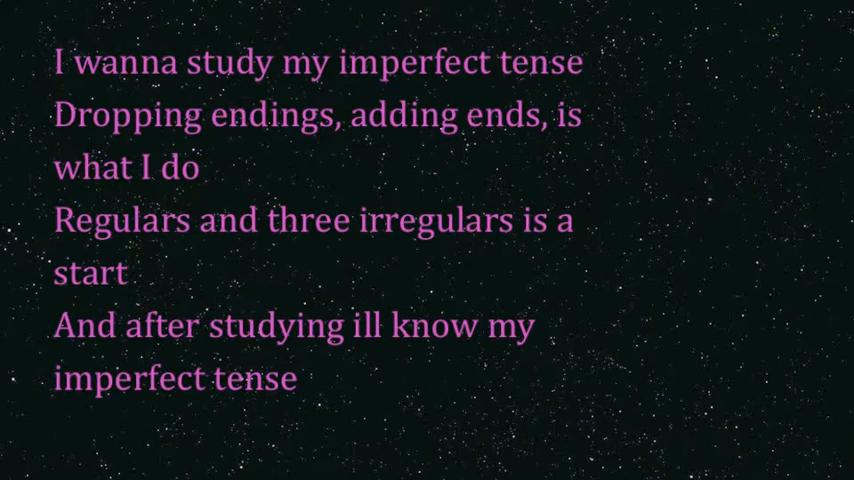 I wanna study my imperfect tense
Dropping endings, adding ends, is
what I do
Regulars and three irregulars is a
start
And after studying ill know my
imperfect tense